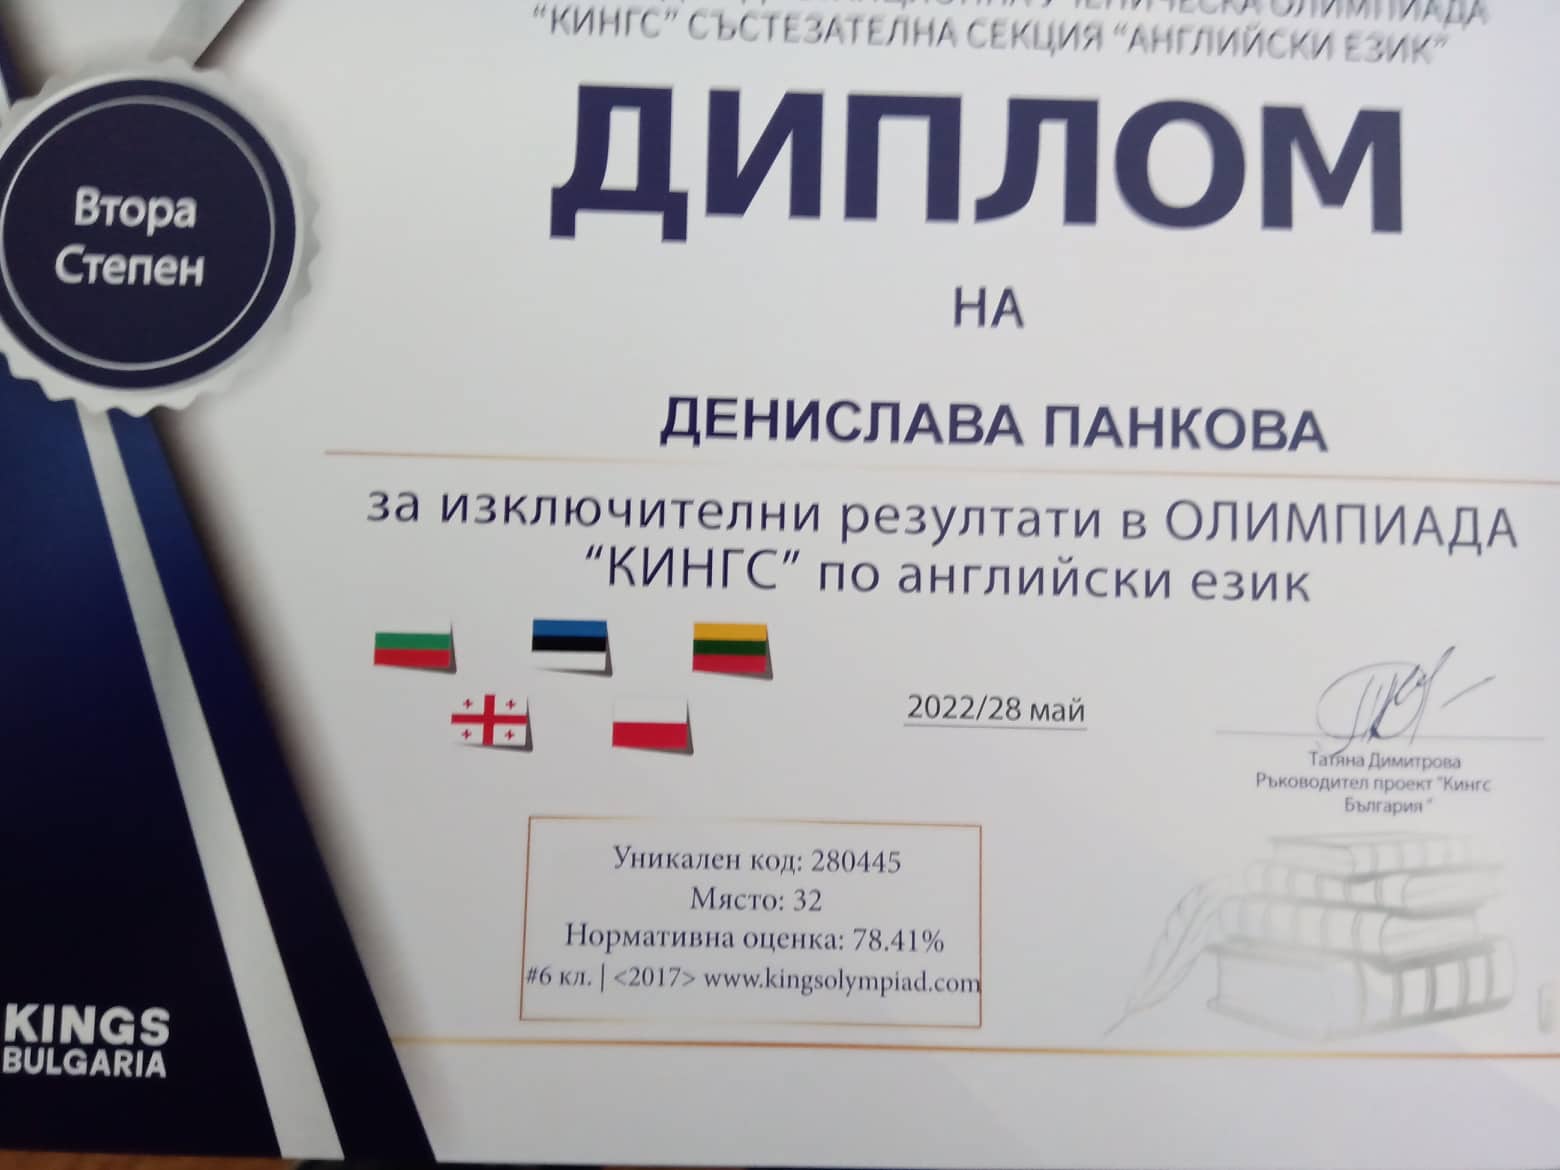 УЧЕНИЧЕСКА ОЛИМПИАДА
“КИНГС” СЪСТЕЗАТЕЛНА СЕКЦИЯ “АНГЛИЙСКИ ЕЗИК”
ДИПЛОМ
Втора
Степен
НА
ДЕНИСЛАВА ПАНКОВА
за изключителни резултати в ОЛИМПИАДА
“КИНГС” по английски език
2022/28 май
Татяна Димитрова
Ръководител проект "Кингс
България"
Уникален код: 280445
Място: 32
Нормативна оценка: 78.41%
#6 кл. | <2017> www.kingsolympiad.com
KINGS
BULGARIA